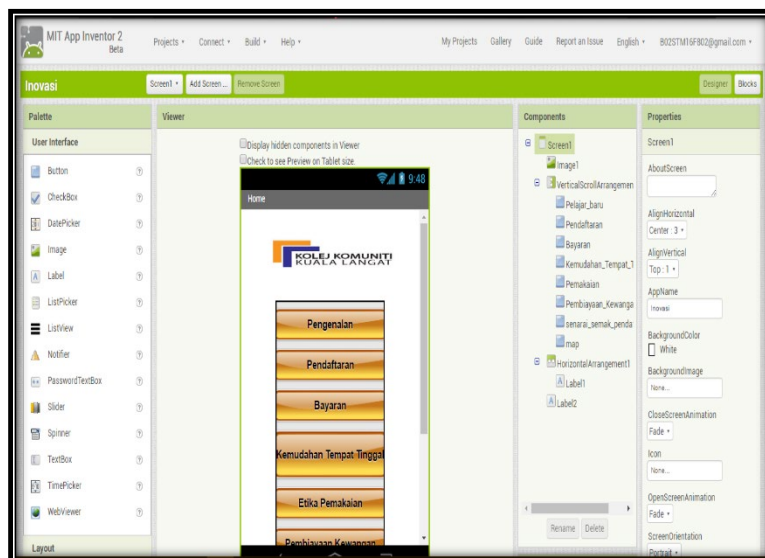 MIT App Inventor 2
Beta
Projects Connect Build Help
My Projects Gallery Guide Report an Issue English B02STM16F802@gmail.com
Inovasi
Screen1 Add Screen ... Remove Screen
Designer Blocks
Palette
User Interface
Button
CheckBox
DatePicker
Image
Label
ListPicker
ListView
Notifier
PasswordTextBox
Slider
Spinner
TextBox
TimePicker
WebViewer
Layout
Viewer
Display hidden components in Viewer
Check to see Preview on Tablet size.
9:48
Home
KOLEJ KOMUNITI
KUALA LANGAT
Pengenalan
Pendaftaran
Bayaran
Kemudahan Tempat Tinggal
Etika Pemakaian
Pembiayaan Kewangan
Components
Screen1
Image1
VerticalScrollArrangemen
Pelajar_baru
Pendaftaran
Bayaran
Kemudahan_Tempat_T
Pemakaian
Pembiayaan_Kewanga
senarai_semak_penda
map
HorizontalArrangement1
Label1
Label2
Rename Delete
Properties
Screen1
AboutScreen
AlignHorizontal
Center : 3
AlignVertical
Top : 1
AppName
Inovasi
BackgroundColor
White
BackgroundImage
None...
CloseScreenAnimation
Fade
Icon
None...
OpenScreenAnimation
Fade
ScreenOrientation
Portrait